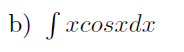 b) ∫ xcosxdx